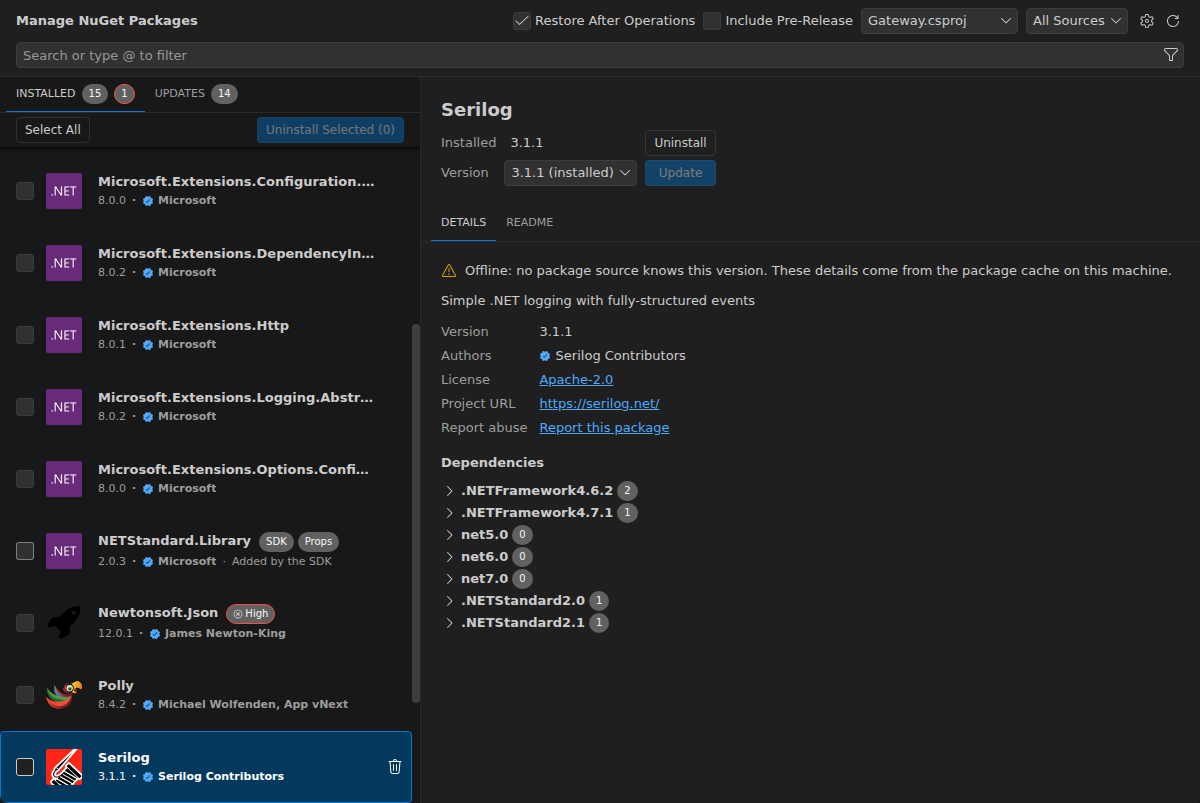 Manage NuGet Packages
Restore After Operations
Include Pre-Release
Gateway.csproj
All Sources
Search or type @ to filter
INSTALLED 15 1 UPDATES 14
Select All
Uninstall Selected (0)
.NET
Microsoft.Extensions.Configuration....
8.0.0 · Microsoft
.NET
Microsoft.Extensions.DependencyIn...
8.0.2 · Microsoft
.NET
Microsoft.Extensions.Http
8.0.1 · Microsoft
.NET
Microsoft.Extensions.Logging.Abstr...
8.0.2 · Microsoft
.NET
Microsoft.Extensions.Options.Confi...
8.0.0 · Microsoft
.NET
NETStandard.Library SDK Props
2.0.3 · Microsoft · Added by the SDK
Newtonsoft.Json High
12.0.1 · James Newton-King
Polly
8.4.2 · Michael Wolfenden, App vNext
Serilog
3.1.1 · Serilog Contributors
Serilog
Installed 3.1.1 Uninstall
Version 3.1.1 (installed) Update
DETAILS README
Offline: no package source knows this version. These details come from the package cache on this machine.
Simple .NET logging with fully-structured events
Version 3.1.1
Authors Serilog Contributors
License Apache-2.0
Project URL https://serilog.net/
Report abuse Report this package
Dependencies
.NETFramework4.6.2 2
.NETFramework4.7.1 1
net5.0 0
net6.0 0
net7.0 0
.NETStandard2.0 1
.NETStandard2.1 1